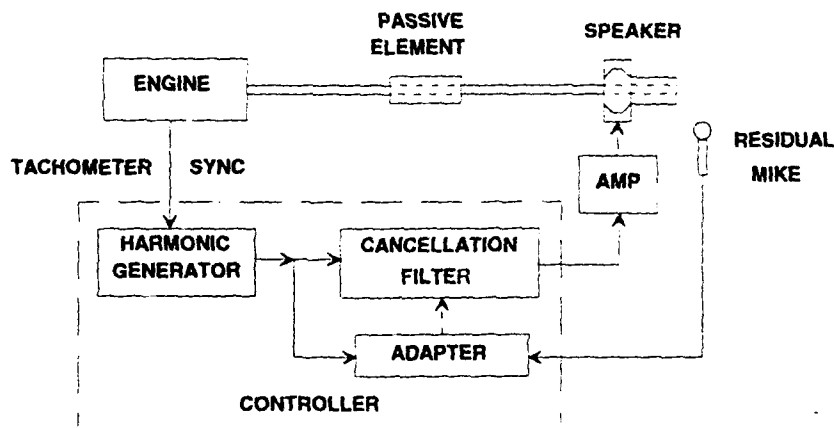 PASSIVE
ELEMENT
SPEAKER
ENGINE
TACHOMETER SYNC
RESIDUAL
MIKE
AMP
HARMONIC
GENERATOR
CANCELLATION
FILTER
ADAPTER
CONTROLLER